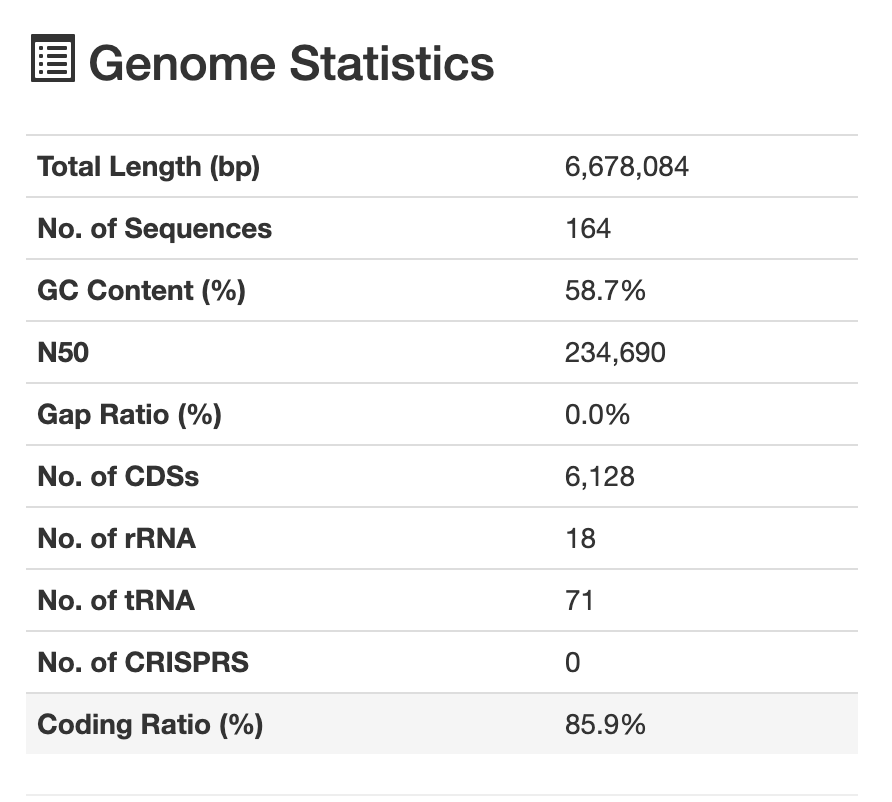 Genome Statistics
Total Length (bp) 6,678,084
No. of Sequences 164
GC Content (%) 58.7%
N50 234,690
Gap Ratio (%) 0.0%
No. of CDSs 6,128
No. of rRNA 18
No. of tRNA 71
No. of CRISPRS 0
Coding Ratio (%) 85.9%